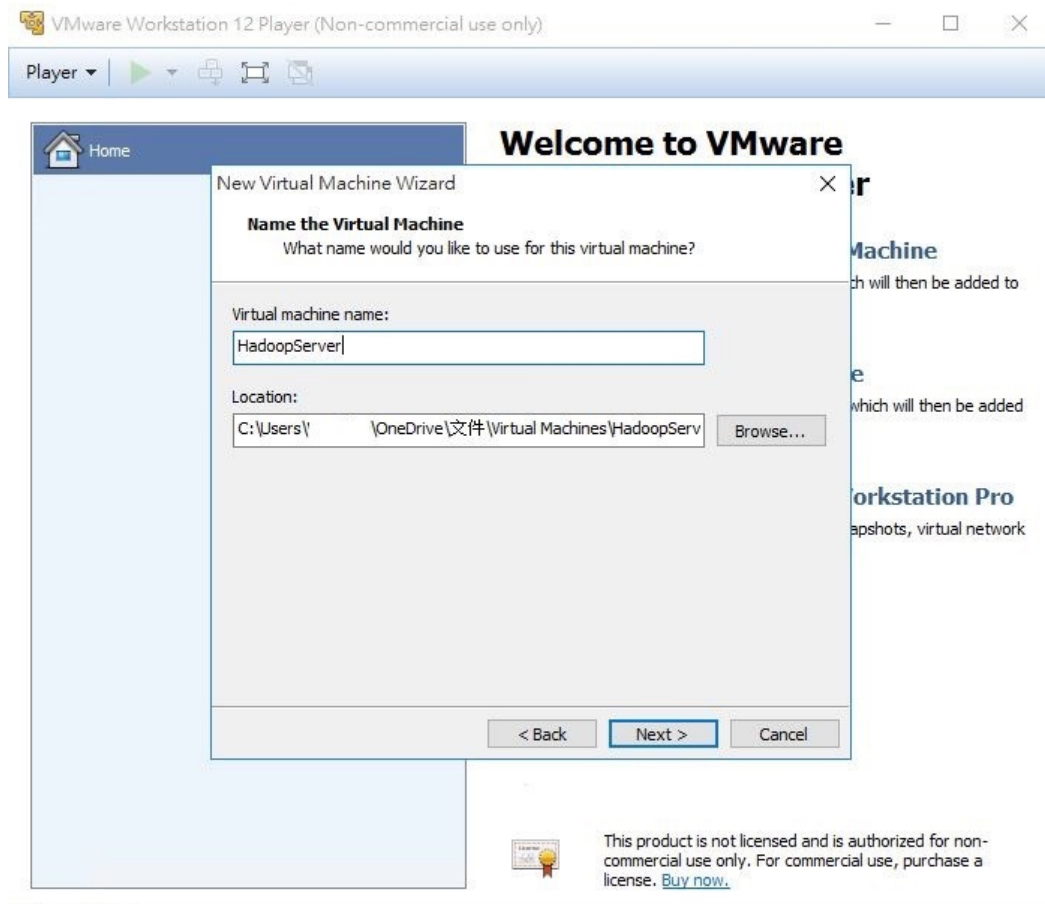 VMware Workstation 12 Player (Non-commercial use only)
Player
Home
Welcome to VMware
r
Machine
ch will then be added to
e
which will then be added
orkstation Pro
apshots, virtual network
New Virtual Machine Wizard
Name the Virtual Machine
What name would you like to use for this virtual machine?
Virtual machine name:
HadoopServer
Location:
C:\Users\' \OneDrive\文件\Virtual Machines\HadoopServ
Browse...
< Back Next > Cancel
This product is not licensed and is authorized for non-
commercial use only. For commercial use, purchase a
license. Buy now.